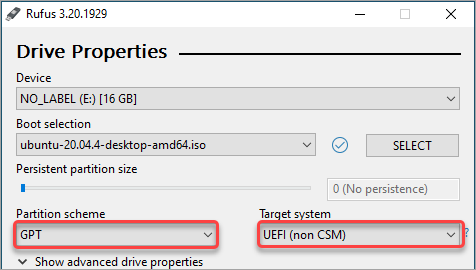 Rufus 3.20.1929
Drive Properties
Device
NO_LABEL (E:) [16 GB]
Boot selection
ubuntu-20.04.4-desktop-amd64.iso
SELECT
Persistent partition size
0 (No persistence)
Partition scheme
Target system
GPT
UEFI (non CSM)
?
Show advanced drive properties